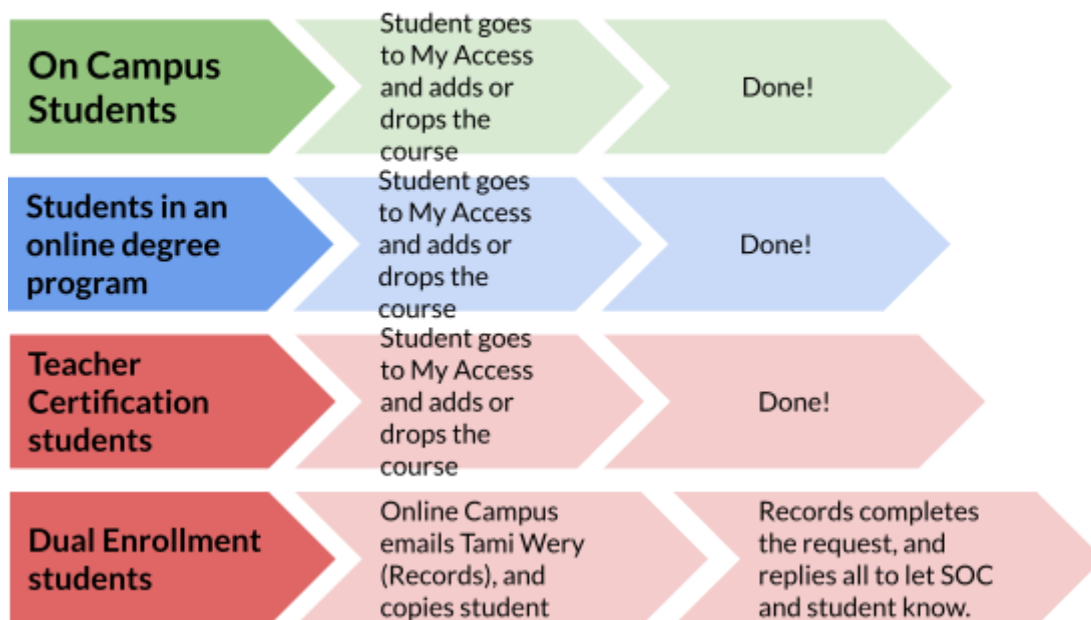 On Campus
Students
Student goes
to My Access
and adds or
drops the
course
Done!
Students in an
online degree
program
Student goes
to My Access
and adds or
drops the
course
Done!
Teacher
Certification
students
Student goes
to My Access
and adds or
drops the
course
Done!
Dual Enrollment
students
Online Campus
emails Tami Wery
(Records), and
copies student
Records completes
the request, and
replies all to let SOC
and student know.